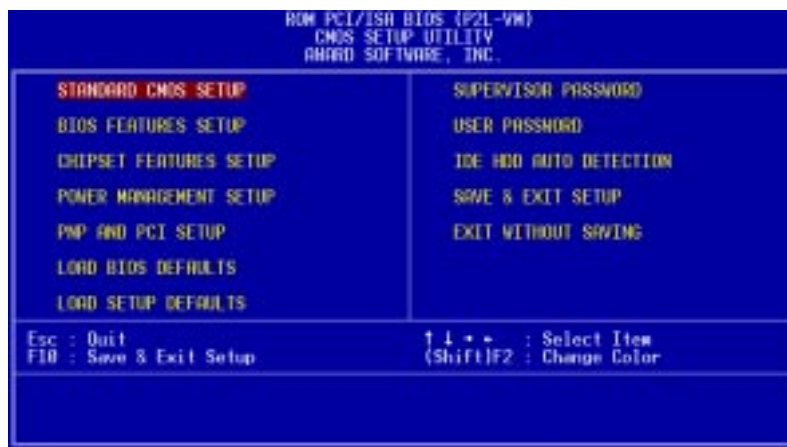 ROM PCI/ISA BIOS (P2L-VM)
CMOS SETUP UTILITY
AWARD SOFTWARE, INC.
STANDARD CMOS SETUP
BIOS FEATURES SETUP
CHIPSET FEATURES SETUP
POWER MANAGEMENT SETUP
PNP AND PCI SETUP
LOAD BIOS DEFAULTS
LOAD SETUP DEFAULTS
SUPERVISOR PASSWORD
USER PASSWORD
IDE HDD AUTO DETECTION
SAVE & EXIT SETUP
EXIT WITHOUT SAVING
Esc : Quit
F10 : Save & Exit Setup
↑ ↓ → ← : Select Item
(Shift)F2 : Change Color